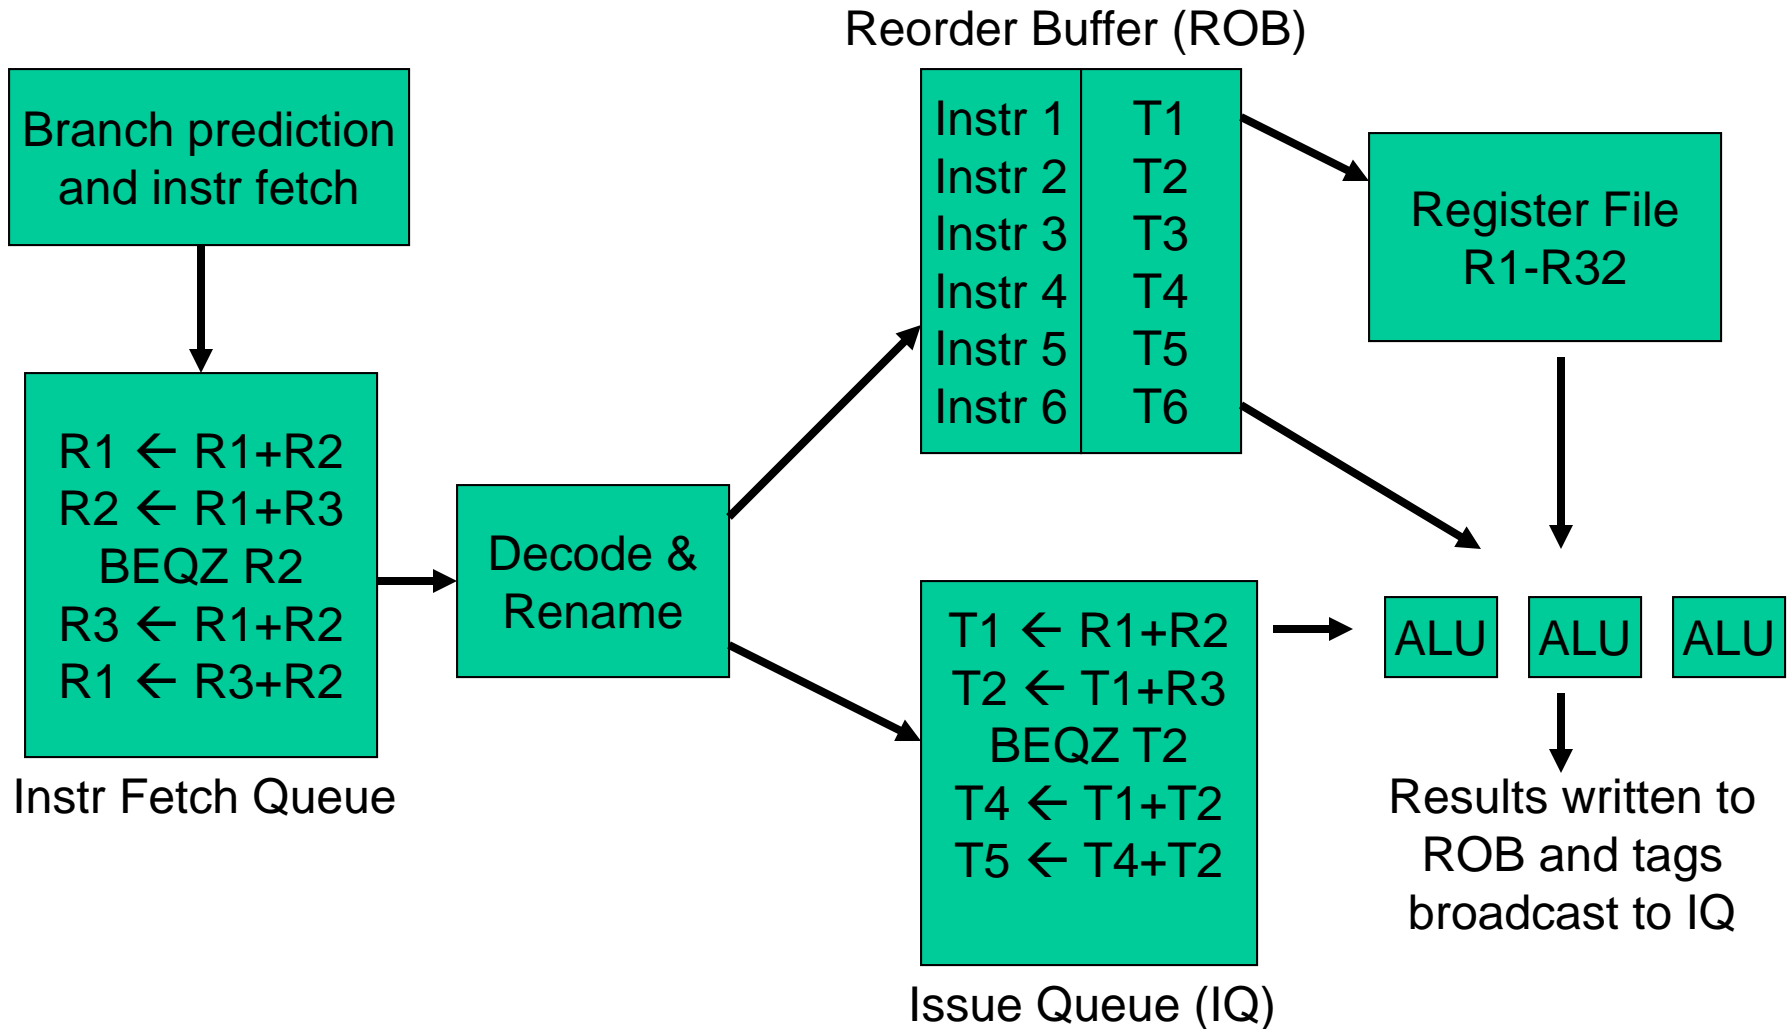 Reorder Buffer (ROB)
Branch prediction
and instr fetch
Instr 1 T1
Instr 2 T2
Instr 3 T3
Instr 4 T4
Instr 5 T5
Instr 6 T6
Register File
R1-R32
R1 ← R1+R2
R2 ← R1+R3
BEQZ R2
R3 ← R1+R2
R1 ← R3+R2
Instr Fetch Queue
Decode &
Rename
T1 ← R1+R2
T2 ← T1+R3
BEQZ T2
T4 ← T1+T2
T5 ← T4+T2
Issue Queue (IQ)
ALU ALU ALU
Results written to
ROB and tags
broadcast to IQ